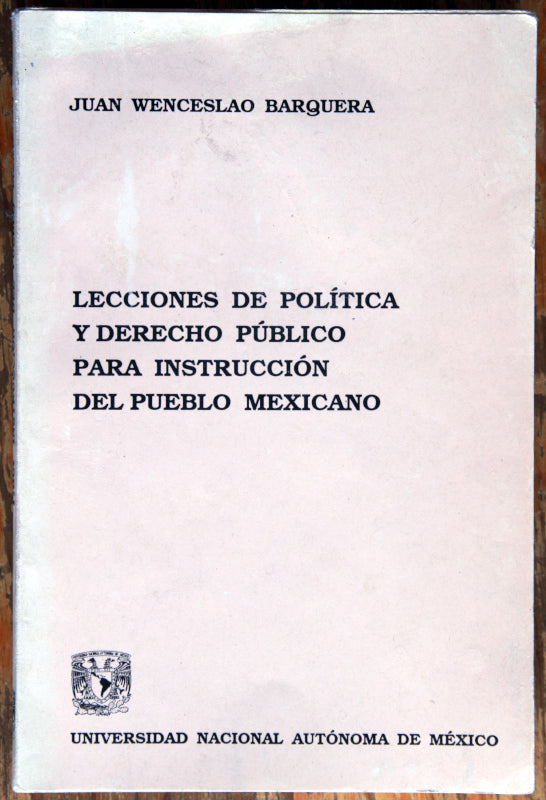 JUAN WENCESLAO BARQUERA
LECCIONES DE POLÍTICA
Y DERECHO PÚBLICO
PARA INSTRUCCIÓN
DEL PUEBLO MEXICANO
UNIVERSIDAD NACIONAL AUTÓNOMA DE MÉXICO